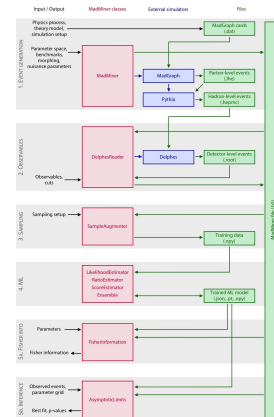 Input / Output
MadMiner classes
External simulators
Files
1. EVENT GENERATION
Physics process,
theory model,
simulation setup
MadGraph cards
(.dat)
Parameter space,
benchmarks,
morphing,
nuisance parameters
MadMiner
MadGraph
Parton-level events
(.lhe)
Pythia
Hadron-level events
(.hepmc)
2. OBSERVABLES
DelphesReader
Delphes
Detector-level events
(.root)
Observables,
cuts
3. SAMPLING
Sampling setup
SampleAugmenter
Training data
(.npy)
4. ML
LikelihoodEstimator
RatioEstimator
ScoreEstimator
Ensemble
Trained ML model
(.json, .pt, .npy)
5A. FISHER INFO
Parameters
FisherInformation
Fisher information
5B. INFERENCE
Observed events,
parameter grid
AsymptoticLimits
Best fit, p-values
MadMiner file (.h5)